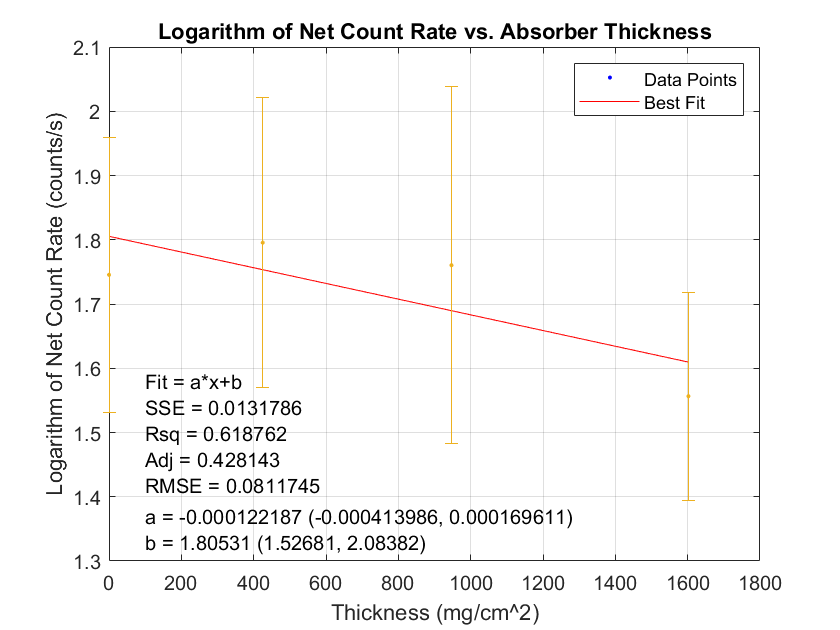 Logarithm of Net Count Rate vs. Absorber Thickness
Logarithm of Net Count Rate (counts/s)
2.1
2
1.9
1.8
1.7
1.6
1.5
1.4
1.3
Data Points
Best Fit
Fit = a*x+b
SSE = 0.0131786
Rsq = 0.618762
Adj = 0.428143
RMSE = 0.0811745
a = -0.000122187 (-0.000413986, 0.000169611)
b = 1.80531 (1.52681, 2.08382)
0 200 400 600 800 1000 1200 1400 1600 1800
Thickness (mg/cm^2)